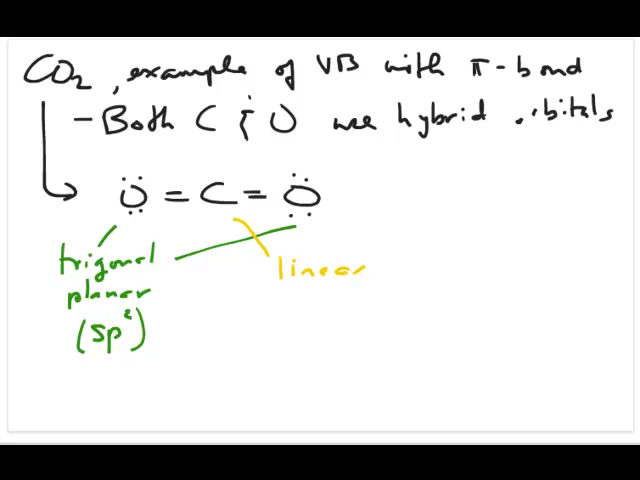 CO₂, example of VB with π-bond
- Both C & O use hybrid orbitals
Ö = C = Ö
trigonal
planar
(sp²)
linear